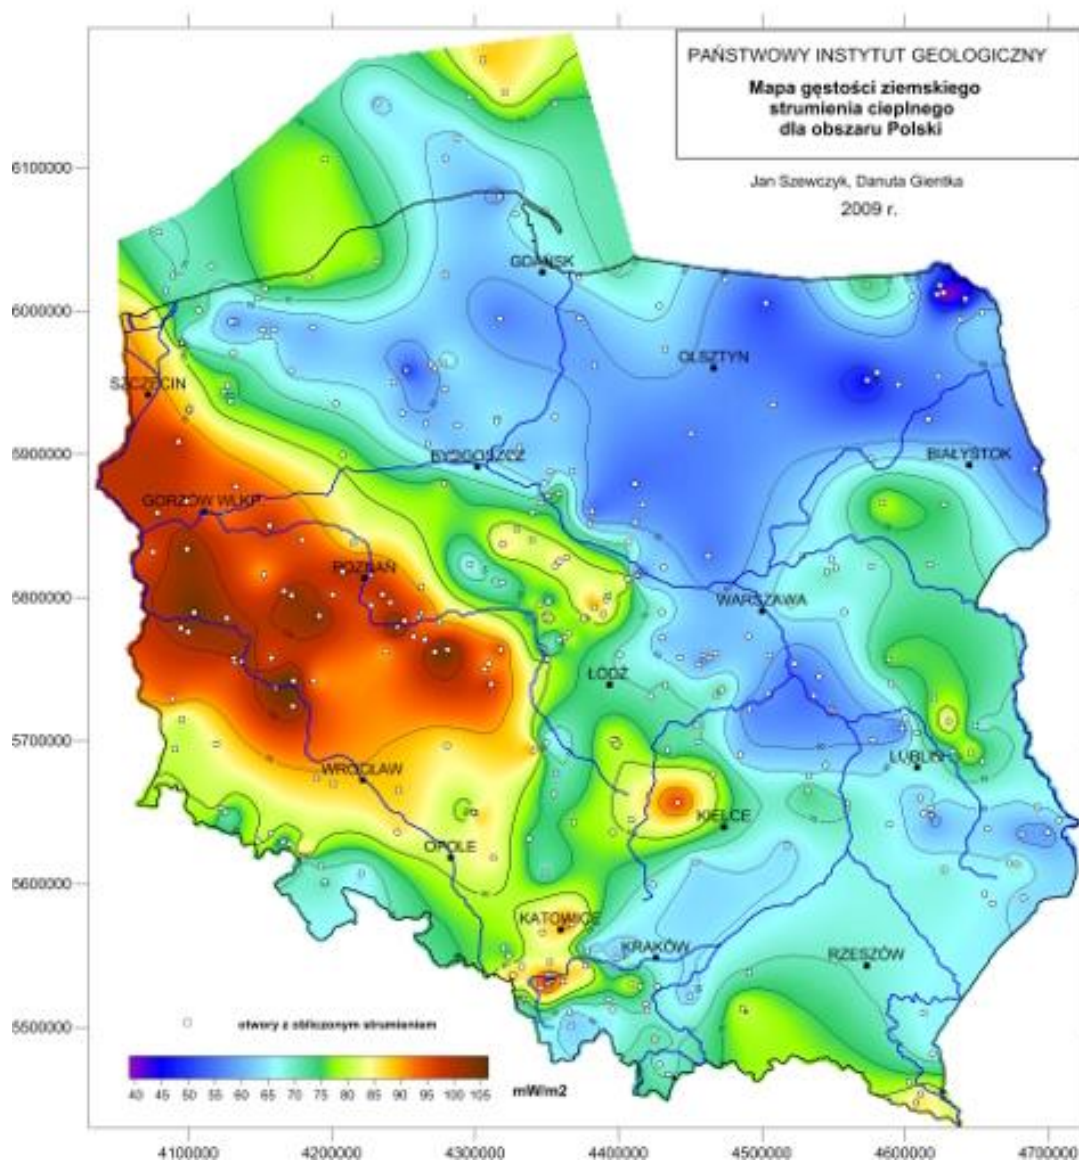 PAŃSTWOWY INSTYTUT GEOLOGICZNY
Mapa gęstości ziemskiego
strumienia cieplnego
dla obszaru Polski
Jan Szewczyk, Danuta Gientka
2009 r.
6100000
GDAŃSK
6000000
OLSZTYN
SZCZECIN
5900000
BYDGOSZCZ
BIAŁYSTOK
GORZÓW WLKP.
POZNAŃ
5800000
WARSZAWA
ŁÓDŹ
5700000
LUBLIN
WROCŁAW
KIELCE
OPOLE
5600000
KATOWICE
KRAKÓW
RZESZÓW
5500000
otwory z obliczonym strumieniem
40 45 50 55 60 65 70 75 80 85 90 95 100 105
mW/m2
4100000 4200000 4300000 4400000 4500000 4600000 4700000